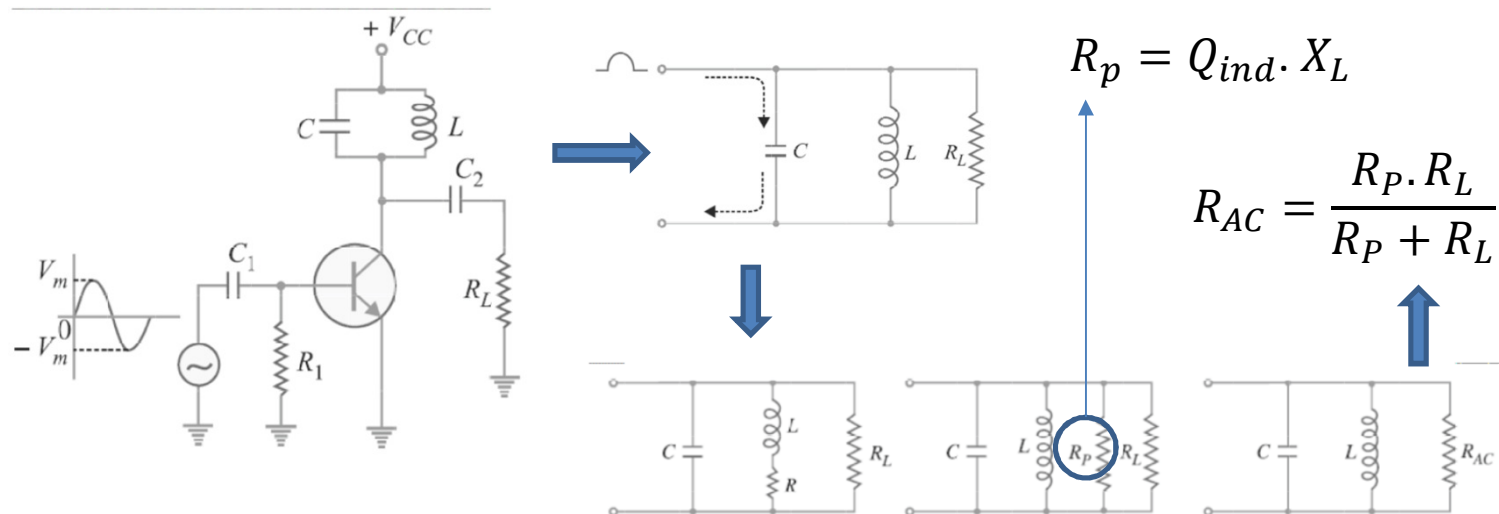 + V_CC
C
L
C_2
C_1
V_m
0
− V_m
R_1
R_L
C
L
R_L
R_p = Q_ind. X_L
R_AC = (R_P. R_L) / (R_P + R_L)
C
L
R
R_L
C
L
R_P
R_L
C
L
R_AC